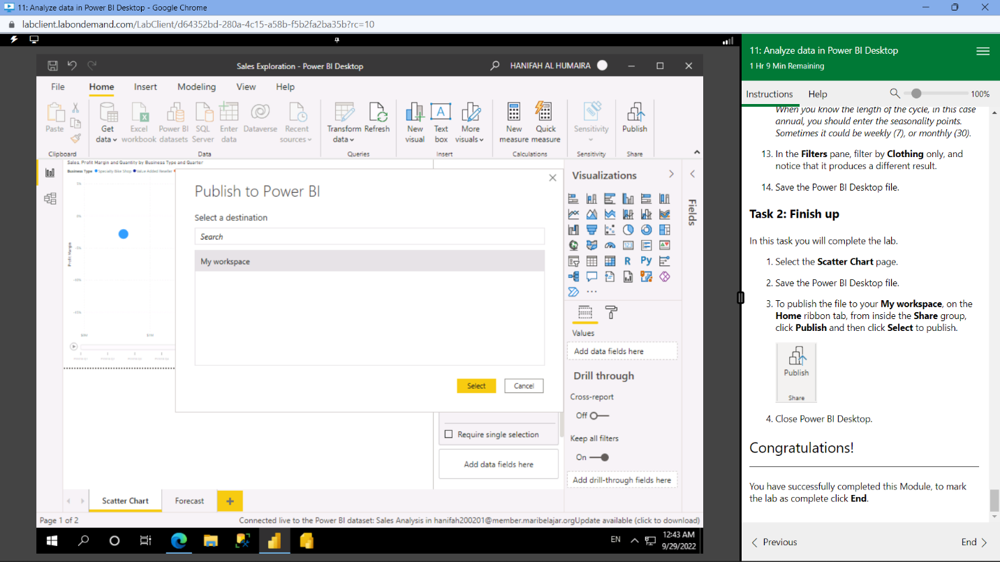 11: Analyze data in Power BI Desktop - Google Chrome
labclient.labondemand.com/LabClient/d64352bd-280a-4c15-a58b-f5b2fa2ba35b?rc=10
Sales Exploration - Power BI Desktop
HANIFAH AL HUMAIRA
File Home Insert Modeling View Help
Paste
Get data
Excel workbook
Power BI datasets
SQL Server
Enter data
Dataverse
Recent sources
Transform data
Refresh
New visual
Text box
More visuals
New measure
Quick measure
Sensitivity
Publish
Clipboard Data Queries Insert Calculations Sensitivity Share
Sales, Profit Margin and Quantity by Business Type and Quarter
Business Type Specialty Bike Shop Value Added Reseller
Profit Margin
5%
0%
-5%
-10%
-15%
$0M $1M
Publish to Power BI
Select a destination
Search
My workspace
Select Cancel
Require single selection
Add data fields here
Visualizations
Fields
R Py
Values
Add data fields here
Drill through
Cross-report
Off
Keep all filters
On
Add drill-through fields here
Scatter Chart Forecast +
Page 1 of 2
Connected live to the Power BI dataset: Sales Analysis in hanifah200201@member.maribelajar.orgUpdate available (click to download)
EN
12:43 AM
9/29/2022
11: Analyze data in Power BI Desktop
1 Hr 9 Min Remaining
Instructions Help 100%
When you know the length of the cycle, in this case
annual, you should enter the seasonality points.
Sometimes it could be weekly (7), or monthly (30).
13. In the Filters pane, filter by Clothing only, and
notice that it produces a different result.
14. Save the Power BI Desktop file.
Task 2: Finish up
In this task you will complete the lab.
1. Select the Scatter Chart page.
2. Save the Power BI Desktop file.
3. To publish the file to your My workspace, on the
Home ribbon tab, from inside the Share group,
click Publish and then click Select to publish.
Publish
Share
4. Close Power BI Desktop.
Congratulations!
You have successfully completed this Module, to mark
the lab as complete click End.
Previous End